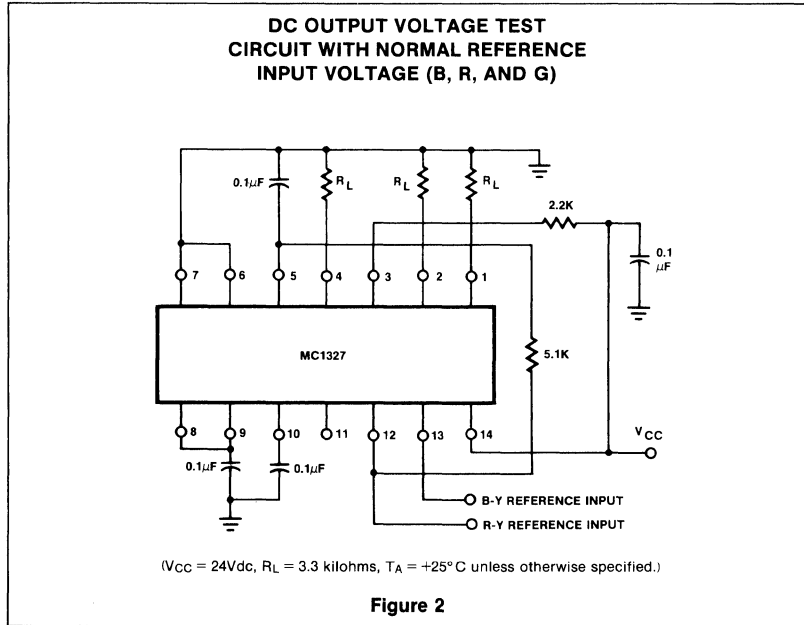 DC OUTPUT VOLTAGE TEST
CIRCUIT WITH NORMAL REFERENCE
INPUT VOLTAGE (B, R, AND G)
0.1µF
RL
RL
RL
2.2K
0.1
µF
7
6
5
4
3
2
1
MC1327
5.1K
8
9
10
11
12
13
14
VCC
0.1µF
0.1µF
B-Y REFERENCE INPUT
R-Y REFERENCE INPUT
(VCC = 24Vdc, RL = 3.3 kilohms, TA = +25°C unless otherwise specified.)
Figure 2